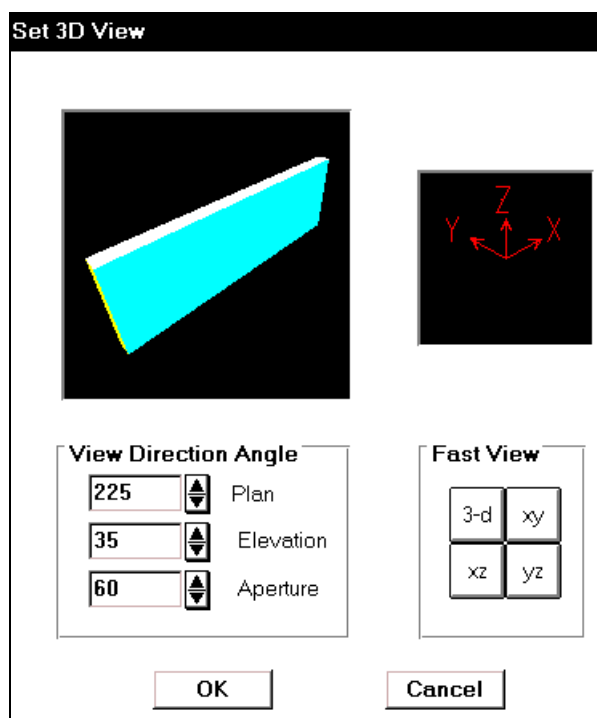 Set 3D View
Z
Y X
View Direction Angle
225 Plan
35 Elevation
60 Aperture
Fast View
3-d xy
xz yz
OK Cancel